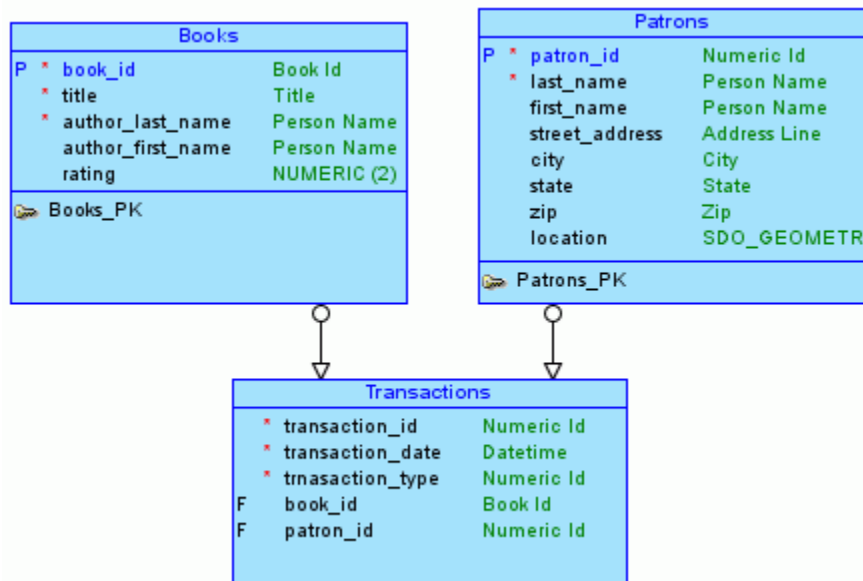 Books
P * book_id Book Id
* title Title
* author_last_name Person Name
author_first_name Person Name
rating NUMERIC (2)
Books_PK
Patrons
P * patron_id Numeric Id
* last_name Person Name
first_name Person Name
street_address Address Line
city City
state State
zip Zip
location SDO_GEOMETR
Patrons_PK
Transactions
* transaction_id Numeric Id
* transaction_date Datetime
* trnasaction_type Numeric Id
F book_id Book Id
F patron_id Numeric Id